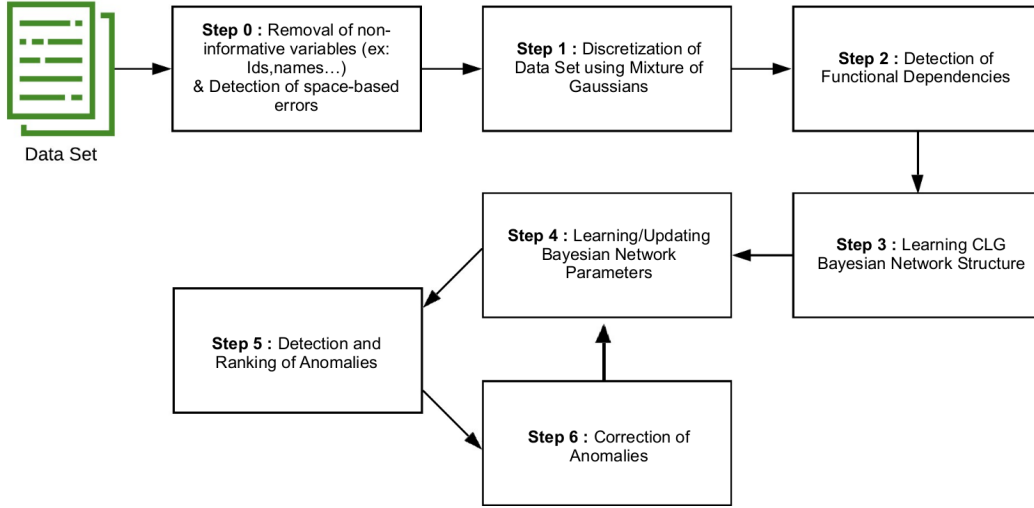 Data Set
Step 0 : Removal of non-
informative variables (ex:
Ids,names…)
& Detection of space-based
errors
Step 1 : Discretization of
Data Set using Mixture of
Gaussians
Step 2 : Detection of
Functional Dependencies
Step 3 : Learning CLG
Bayesian Network Structure
Step 4 : Learning/Updating
Bayesian Network
Parameters
Step 5 : Detection and
Ranking of Anomalies
Step 6 : Correction of
Anomalies